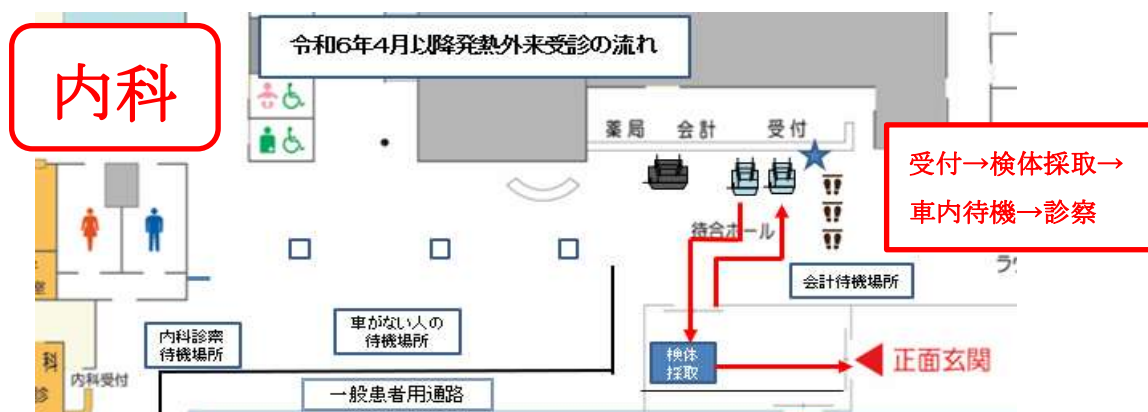 令和6年4月以降発熱外来受診の流れ
内科
薬局 会計 受付
受付→検体採取→
車内待機→診察
待合ホール
会計待機場所
車がない人の
待機場所
内科診察
待機場所
検体
採取
正面玄関
内科受付
科
診
一般患者用通路